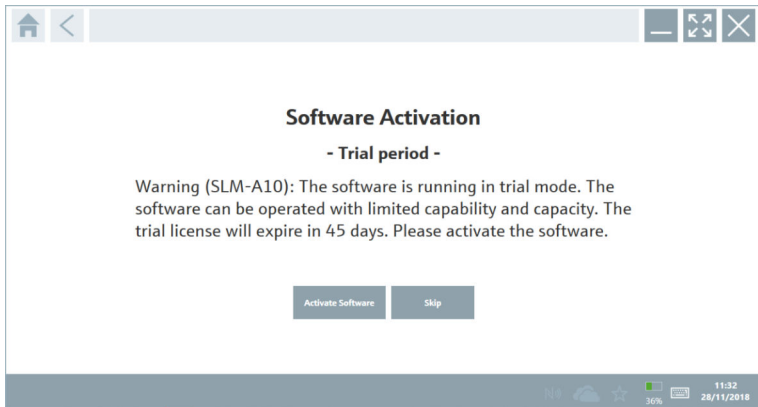 Software Activation
- Trial period -
Warning (SLM-A10): The software is running in trial mode. The
software can be operated with limited capability and capacity. The
trial license will expire in 45 days. Please activate the software.
Activate Software Skip
11:32
36% 28/11/2018